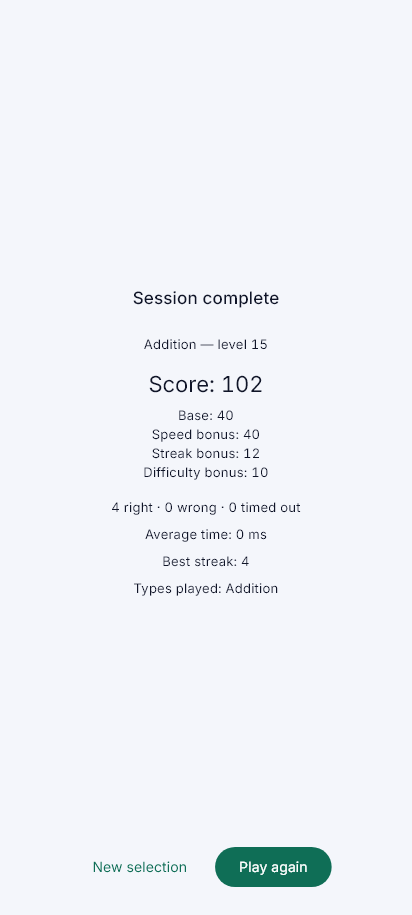 Session complete
Addition — level 15
Score: 102
Base: 40
Speed bonus: 40
Streak bonus: 12
Difficulty bonus: 10
4 right · 0 wrong · 0 timed out
Average time: 0 ms
Best streak: 4
Types played: Addition
New selection
Play again